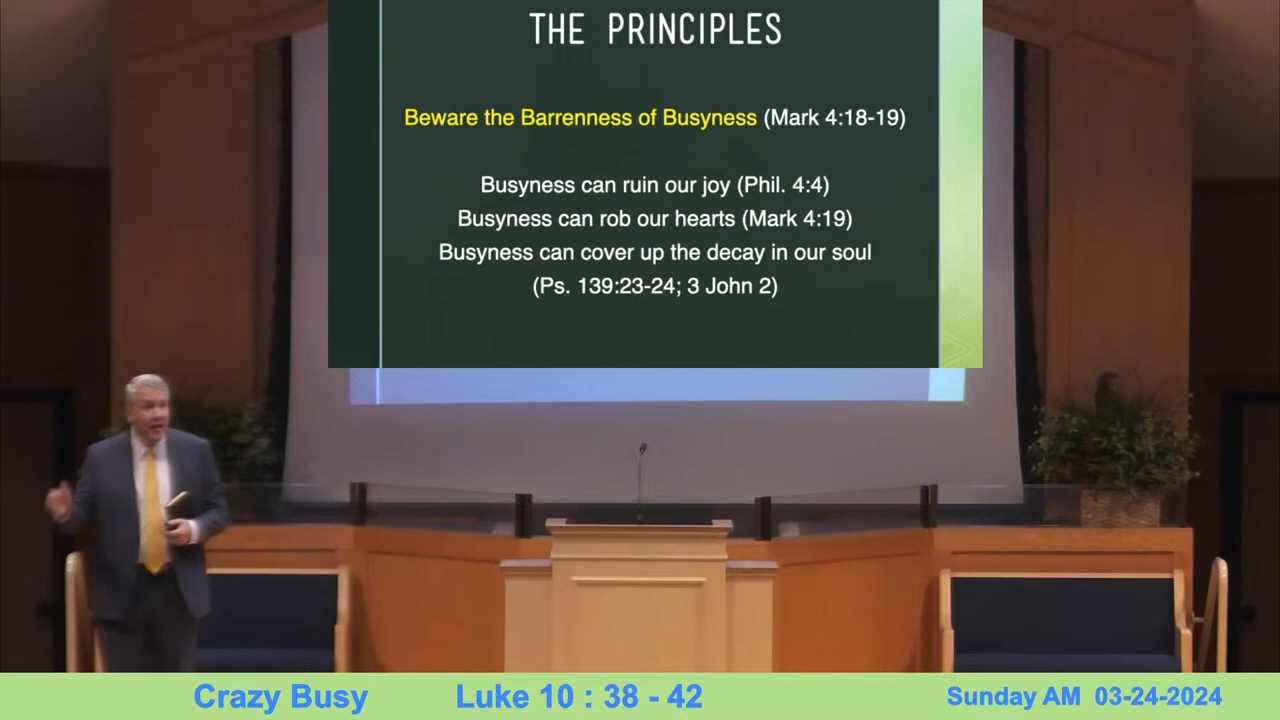 THE PRINCIPLES
Beware the Barrenness of Busyness (Mark 4:18-19)
Busyness can ruin our joy (Phil. 4:4)
Busyness can rob our hearts (Mark 4:19)
Busyness can cover up the decay in our soul
(Ps. 139:23-24; 3 John 2)
Crazy Busy Luke 10 : 38 - 42 Sunday AM 03-24-2024